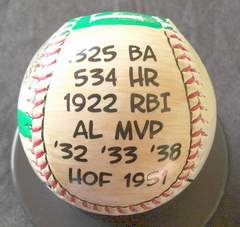 .325 BA
534 HR
1922 RBI
AL MVP
'32 '33 '38
HOF 1951